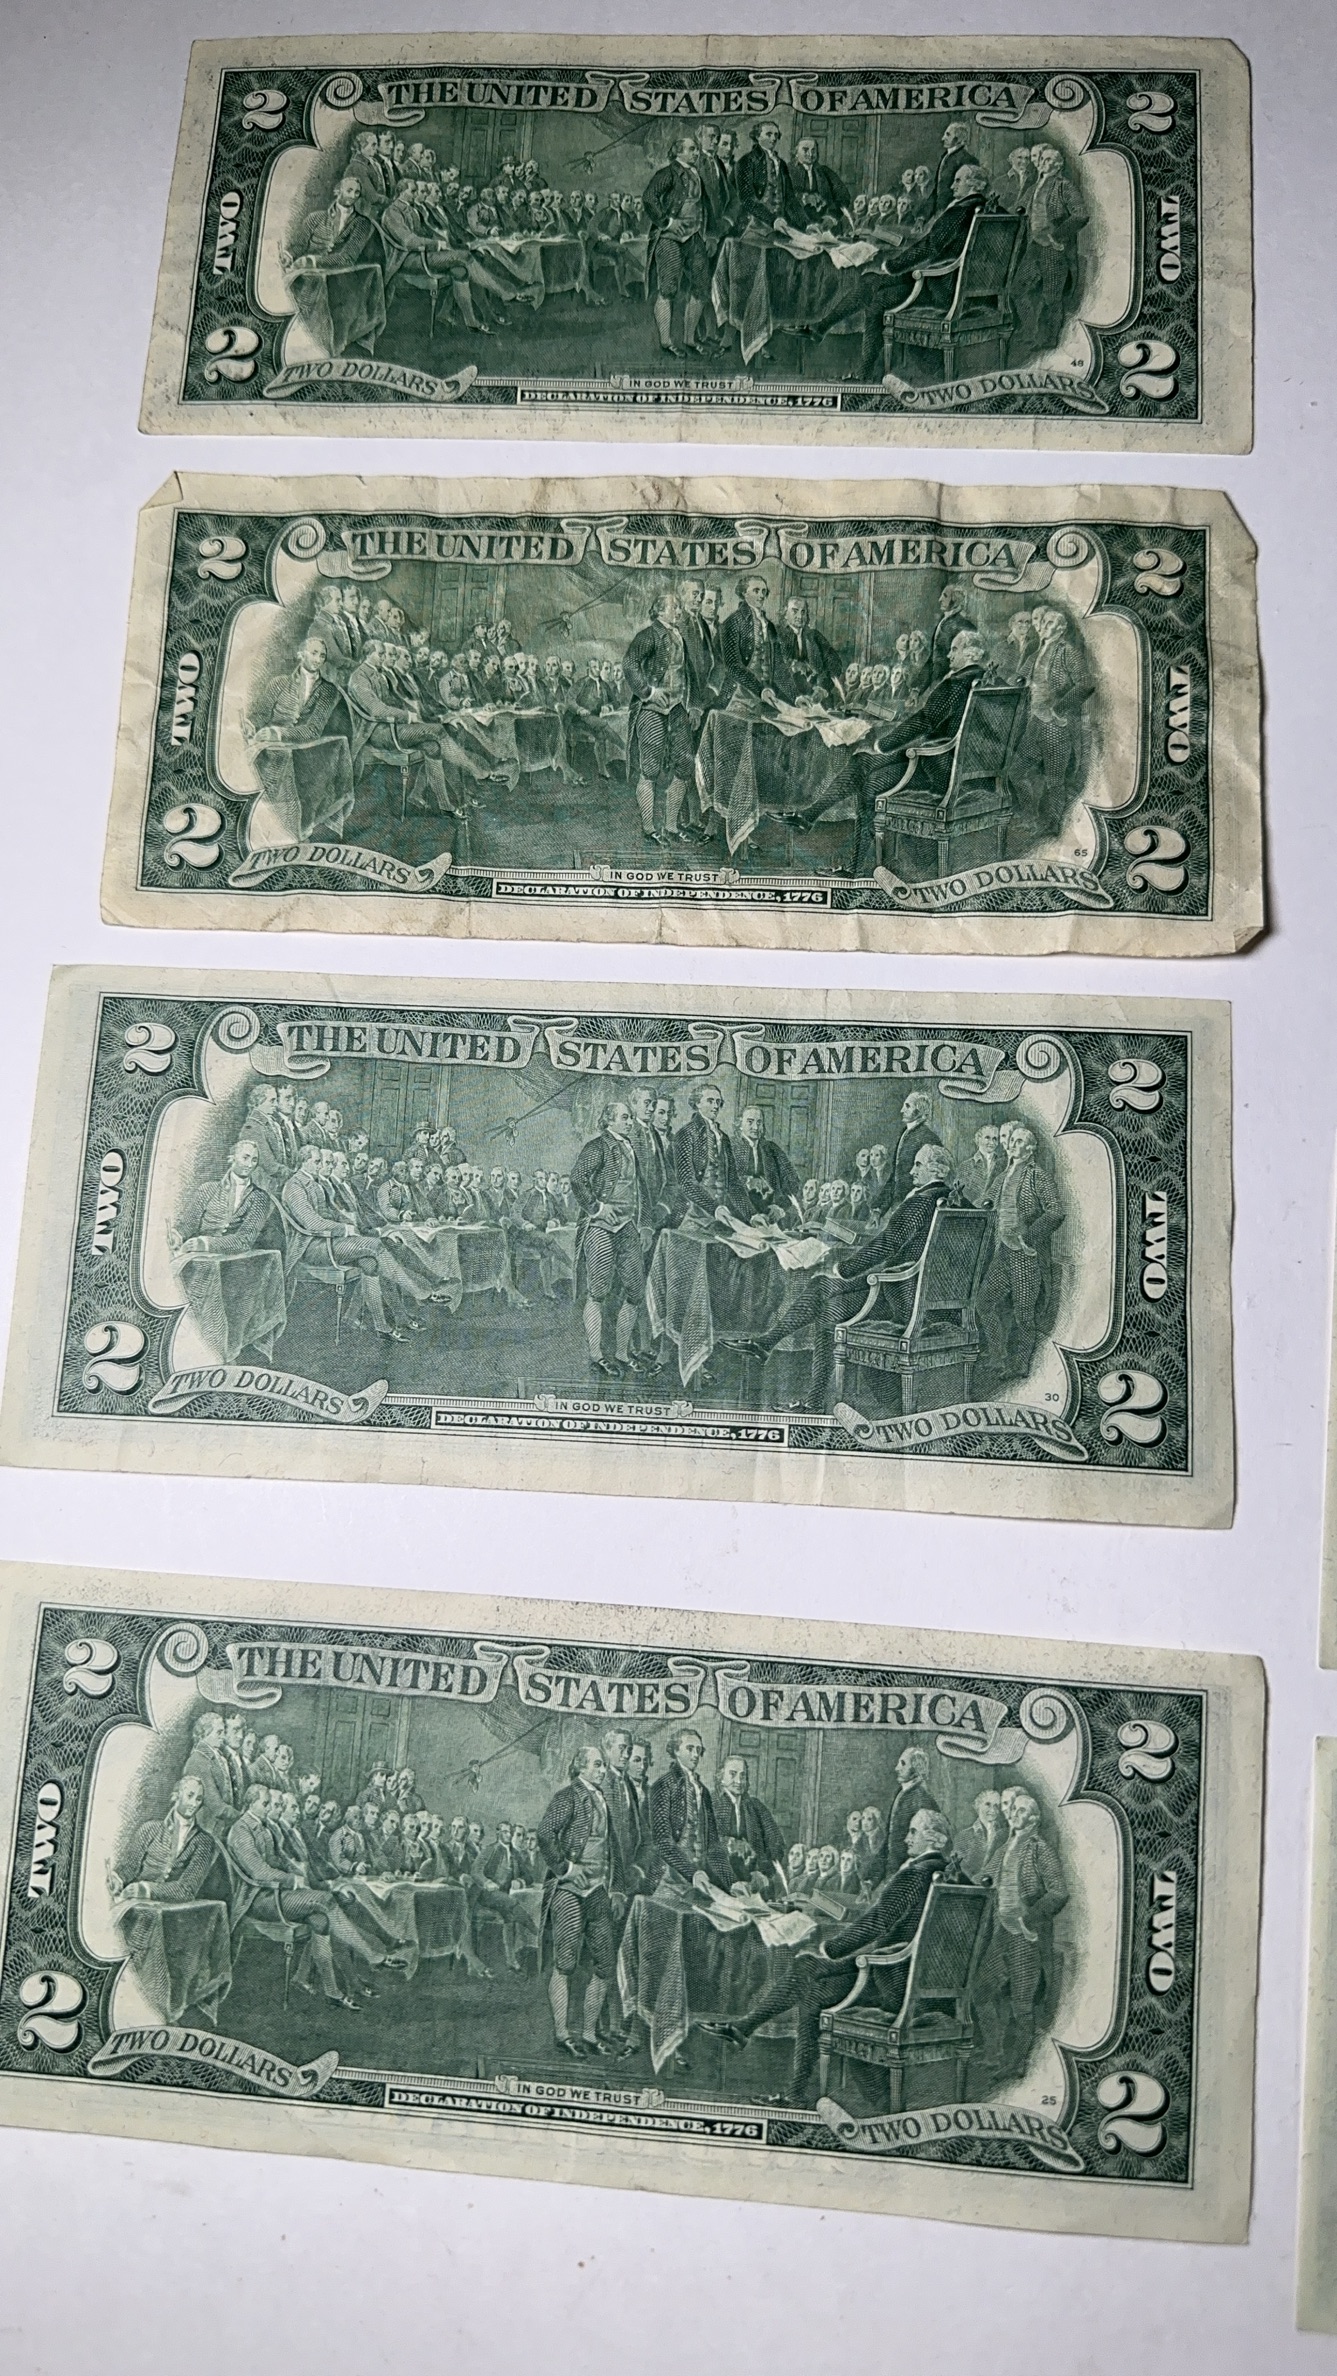 2 THE UNITED STATES OF AMERICA 2
TWO TWO
2 TWO DOLLARS IN GOD WE TRUST 48 TWO DOLLARS 2
DECLARATION OF INDEPENDENCE, 1776
2 THE UNITED STATES OF AMERICA 2
TWO TWO
2 TWO DOLLARS IN GOD WE TRUST 65 TWO DOLLARS 2
DECLARATION OF INDEPENDENCE, 1776
2 THE UNITED STATES OF AMERICA 2
TWO TWO
2 TWO DOLLARS IN GOD WE TRUST 30 TWO DOLLARS 2
DECLARATION OF INDEPENDENCE, 1776
2 THE UNITED STATES OF AMERICA 2
TWO TWO
2 TWO DOLLARS IN GOD WE TRUST 25 TWO DOLLARS 2
DECLARATION OF INDEPENDENCE, 1776